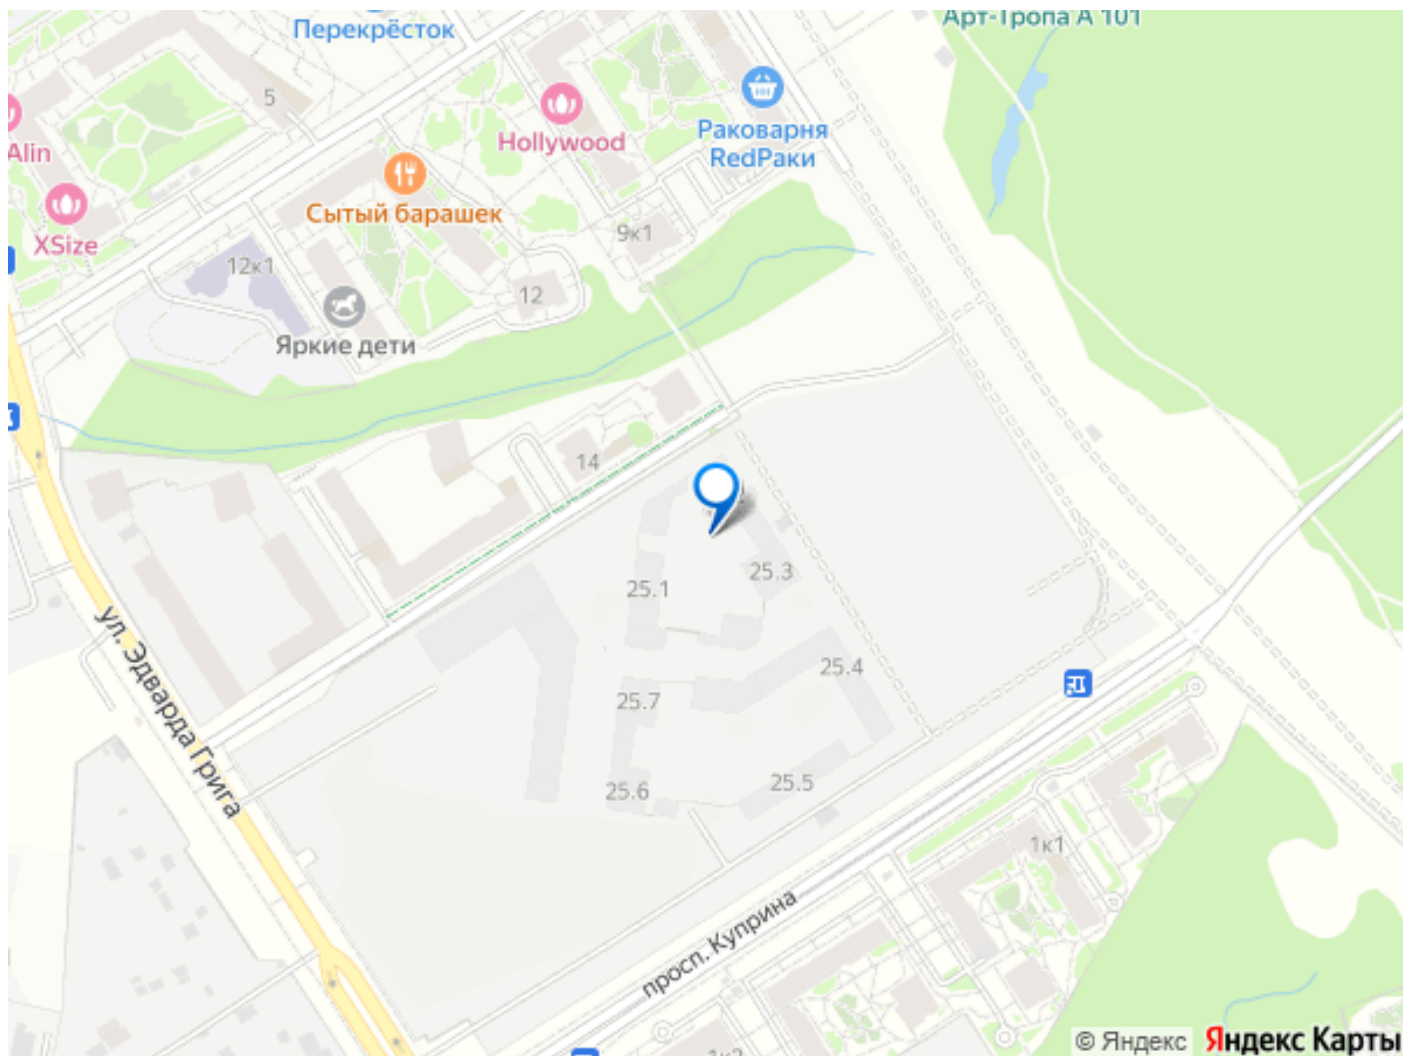 Арт-Тропа А 101
Перекрёсток
5
Hollywood
Раковарня
RedРаки
Alin
Сытый барашек
XSize
9к1
12к1
12
Яркие дети
14
25.1
25.3
25.4
25.7
25.6
25.5
ул. Эдварда Грига
1к1
просп. Куприна
1к2
© Яндекс
Яндекс Карты